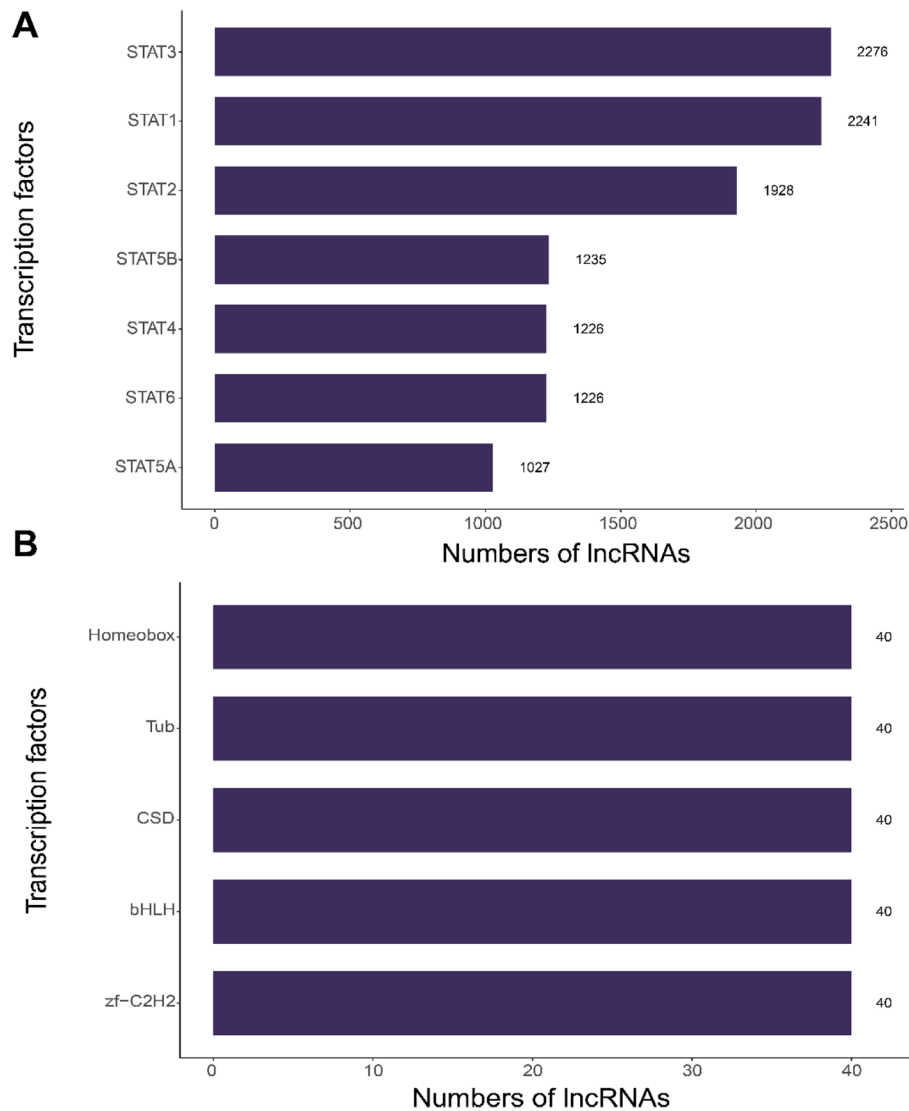 A
Transcription factors
STAT3 2276
STAT1 2241
STAT2 1928
STAT5B 1235
STAT4 1226
STAT6 1226
STAT5A 1027
0 500 1000 1500 2000 2500
Numbers of lncRNAs
B
Transcription factors
Homeobox 40
Tub 40
CSD 40
bHLH 40
zf-C2H2 40
0 10 20 30 40
Numbers of lncRNAs